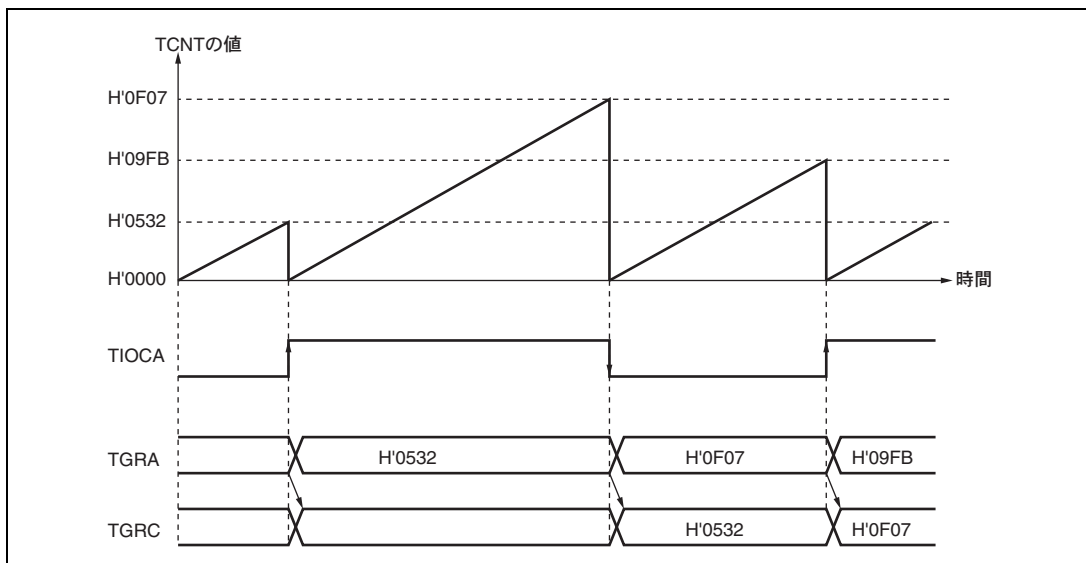 TCNTの値
H'0F07
H'09FB
H'0532
H'0000
時間
TIOCA
TGRA
H'0532
H'0F07
H'09FB
TGRC
H'0532
H'0F07